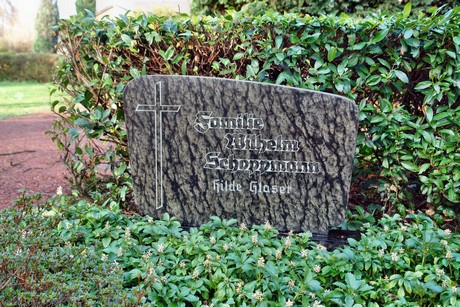 Familie
Wilhelm
Schoppmann
Hilde Glaser